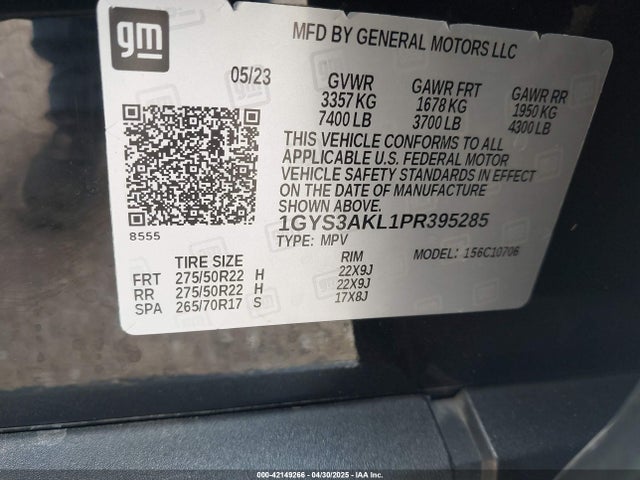 gm
MFD BY GENERAL MOTORS LLC
05/23 GVWR GAWR FRT GAWR RR
3357 KG 1678 KG 1950 KG
7400 LB 3700 LB 4300 LB
THIS VEHICLE CONFORMS TO ALL
APPLICABLE U.S. FEDERAL MOTOR
VEHICLE SAFETY STANDARDS IN EFFECT
ON THE DATE OF MANUFACTURE
SHOWN ABOVE.
1GYS3AKL1PR395285
8555
TYPE: MPV MODEL: 156C10706
TIRE SIZE RIM
FRT 275/50R22 H 22X9J
RR 275/50R22 H 22X9J
SPA 265/70R17 S 17X8J
000-42149266 - 04/30/2025 - IAA, LLC.